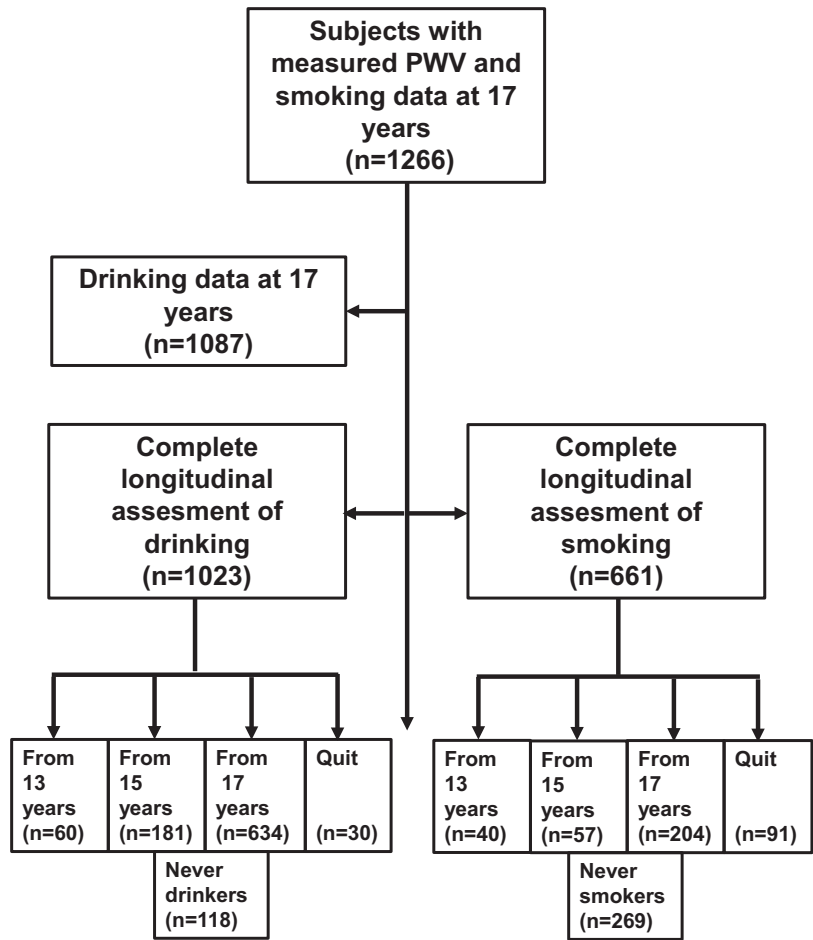 Subjects with
measured PWV and
smoking data at 17
years
(n=1266)
Drinking data at 17
years
(n=1087)
Complete
longitudinal
assesment of
drinking
(n=1023)
Complete
longitudinal
assesment of
smoking
(n=661)
From
13
years
(n=60)
From
15
years
(n=181)
From
17
years
(n=634)
Quit
(n=30)
Never
drinkers
(n=118)
From
13
years
(n=40)
From
15
years
(n=57)
From
17
years
(n=204)
Quit
(n=91)
Never
smokers
(n=269)